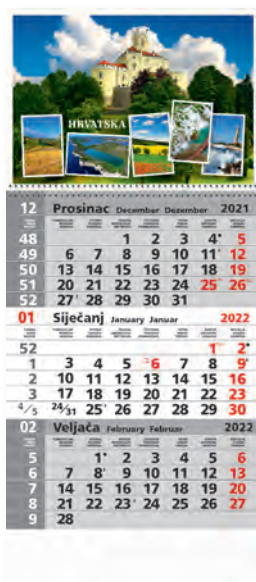 HRVATSKA
12 Prosinac December Dezember 2021
48 1 2 3 4 5
49 6 7 8 9 10 11 12
50 13 14 15 16 17 18 19
51 20 21 22 23 24 25 26
52 27 28 29 30 31
01 Siječanj January Januar 2022
52 1 2
1 3 4 5 6 7 8 9
2 10 11 12 13 14 15 16
3 17 18 19 20 21 22 23
4/5 24/31 25 26 27 28 29 30
02 Veljača February Februar 2022
5 1 2 3 4 5 6
6 7 8 9 10 11 12 13
7 14 15 16 17 18 19 20
8 21 22 23 24 25 26 27
9 28